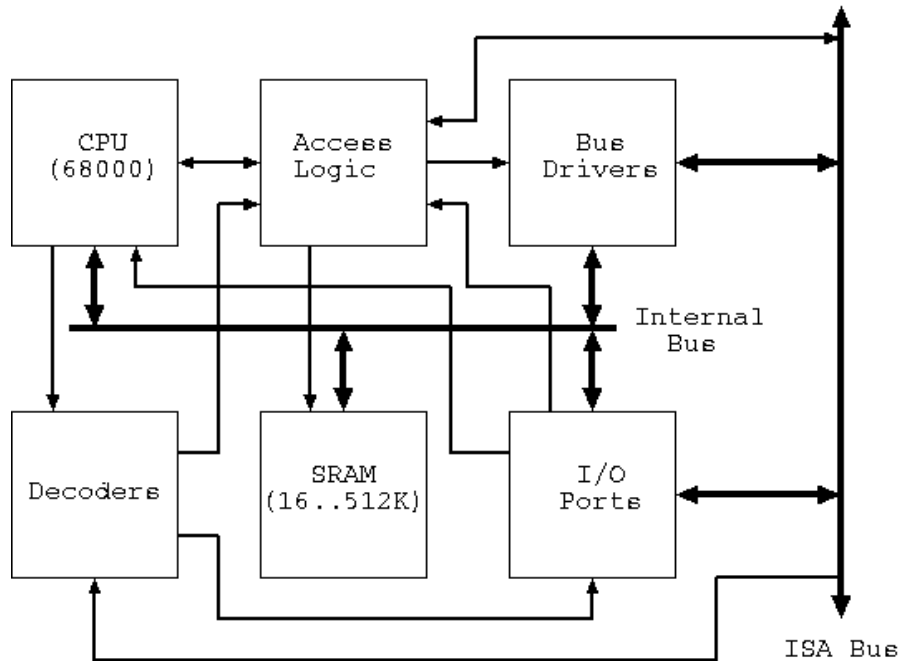 CPU
(68000)
Access
Logic
Bus
Drivers
Internal
Bus
Decoders
SRAM
(16..512K)
I/O
Ports
ISA Bus